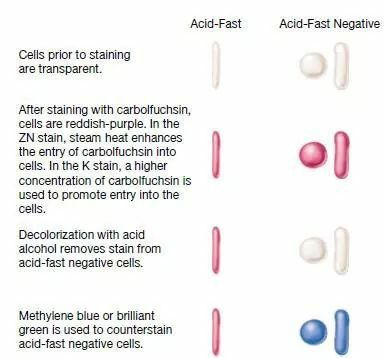 Acid-Fast Acid-Fast Negative
Cells prior to staining
are transparent.
After staining with carbolfuchsin,
cells are reddish-purple. In the
ZN stain, steam heat enhances
the entry of carbolfuchsin into
cells. In the K stain, a higher
concentration of carbolfuchsin is
used to promote entry into the
cells.
Decolorization with acid
alcohol removes stain from
acid-fast negative cells.
Methylene blue or brilliant
green is used to counterstain
acid-fast negative cells.